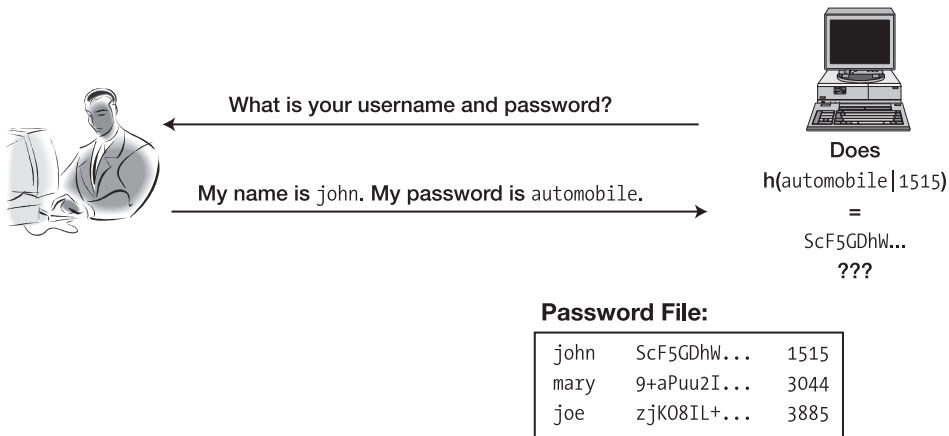 What is your username and password?
My name is john. My password is automobile.
Does
h(automobile|1515)
=
ScF5GDhW...
???
Password File:
john ScF5GDhW... 1515
mary 9+aPuu2I... 3044
joe zjKO8IL+... 3885